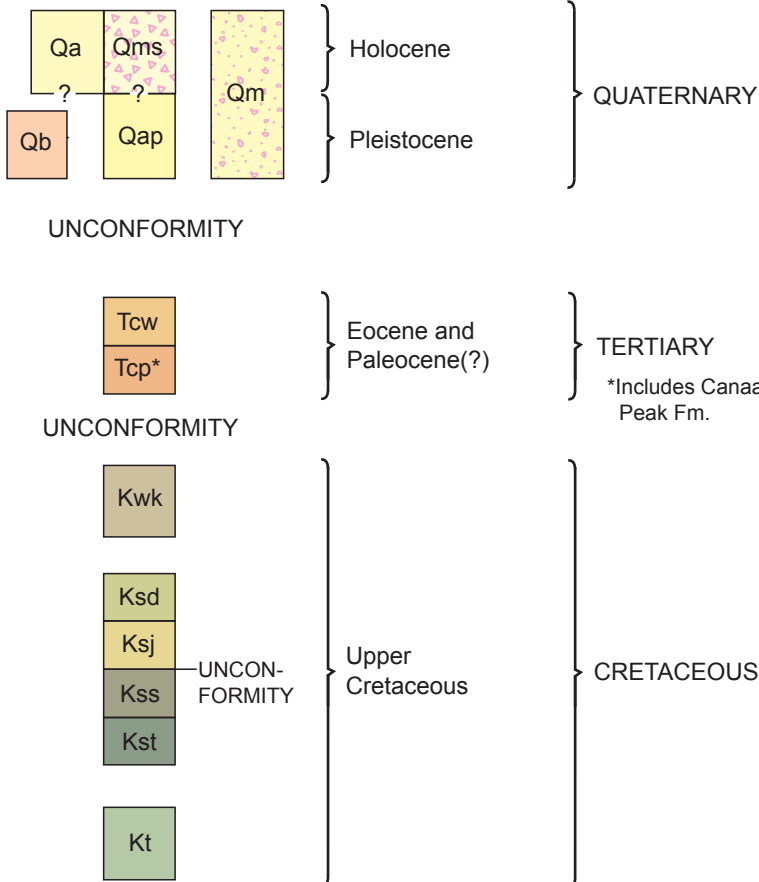 Qa
Qms
Qm
Holocene
QUATERNARY
?
?
Qb
Qap
Pleistocene
UNCONFORMITY
Tcw
Tcp*
Eocene and
Paleocene(?)
TERTIARY
*Includes Canaa
Peak Fm.
UNCONFORMITY
Kwk
Ksd
Ksj
Kss
Kst
UNCON-
FORMITY
Upper
Cretaceous
CRETACEOUS
Kt